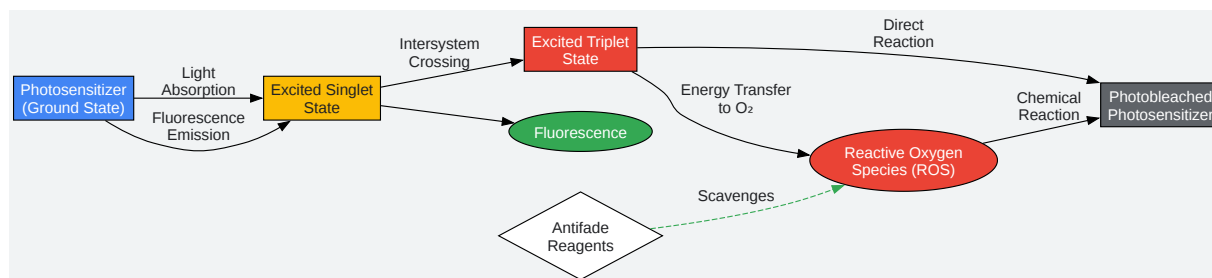 Photosensitizer
(Ground State)
Light
Absorption
Fluorescence
Emission
Excited Singlet
State
Intersystem
Crossing
Fluorescence
Excited Triplet
State
Direct
Reaction
Energy Transfer
to O₂
Reactive Oxygen
Species (ROS)
Chemical
Reaction
Photobleached
Photosensitizer
Scavenges
Antifade
Reagents